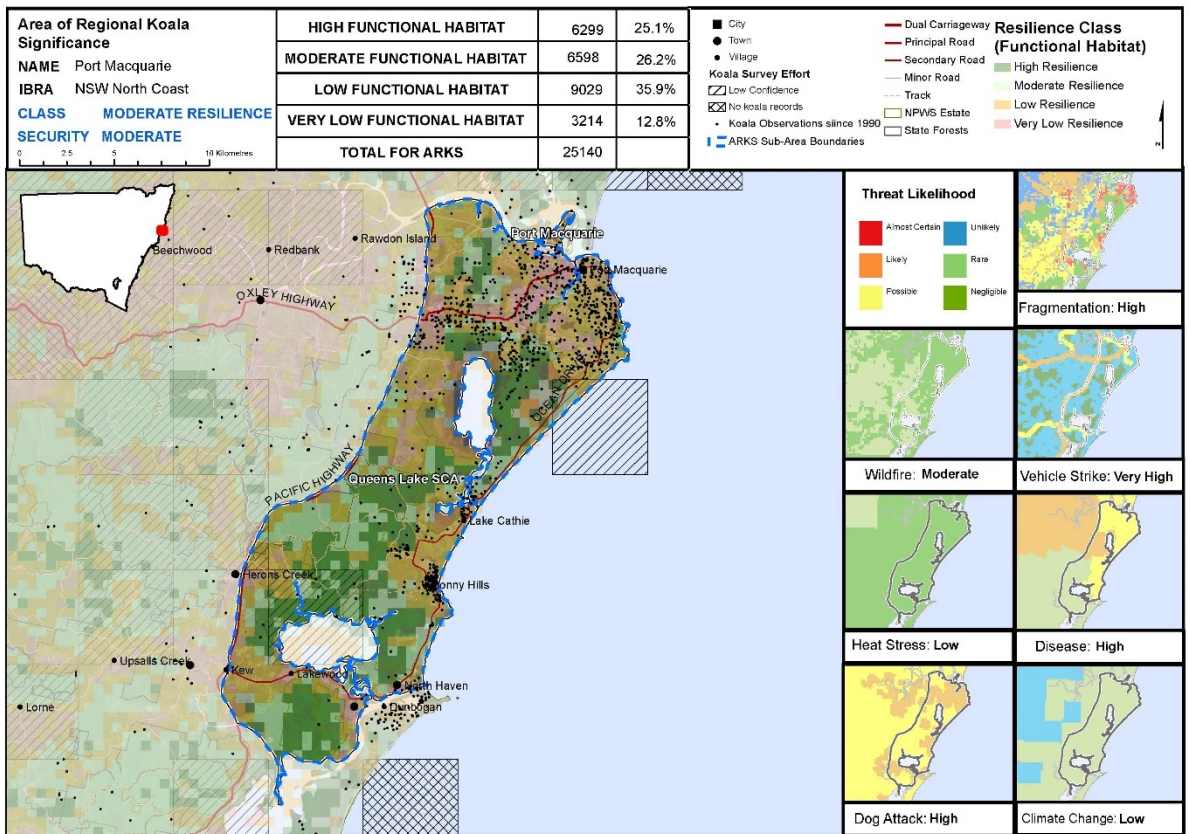 Area of Regional Koala
Significance
NAME Port Macquarie
IBRA NSW North Coast
CLASS MODERATE RESILIENCE
SECURITY MODERATE
0 2.5 5 10 Kilometres
HIGH FUNCTIONAL HABITAT 6299 25.1%
MODERATE FUNCTIONAL HABITAT 6598 26.2%
LOW FUNCTIONAL HABITAT 9029 35.9%
VERY LOW FUNCTIONAL HABITAT 3214 12.8%
TOTAL FOR ARKS 25140
City
Town
Village
Koala Survey Effort
Low Confidence
No koala records
Koala Observations siince 1990
ARKS Sub-Area Boundaries
Dual Carriageway
Principal Road
Secondary Road
Minor Road
Track
NPWS Estate
State Forests
Resilience Class
(Functional Habitat)
High Resilience
Moderate Resilience
Low Resilience
Very Low Resilience
N
Beechwood
Redbank
Rawdon Island
Port Macquarie
Port Macquarie
OXLEY HIGHWAY
OCEAN DRIVE
PACIFIC HIGHWAY
Queens Lake SCA
Lake Cathie
Herons Creek
onny Hills
Upsalls Creek
Kew
Lakewood
North Haven
Dunbogan
Lorne
Threat Likelihood
Almost Certain
Unlikely
Likely
Rare
Possible
Negligible
Fragmentation: High
Wildfire: Moderate
Vehicle Strike: Very High
Heat Stress: Low
Disease: High
Dog Attack: High
Climate Change: Low